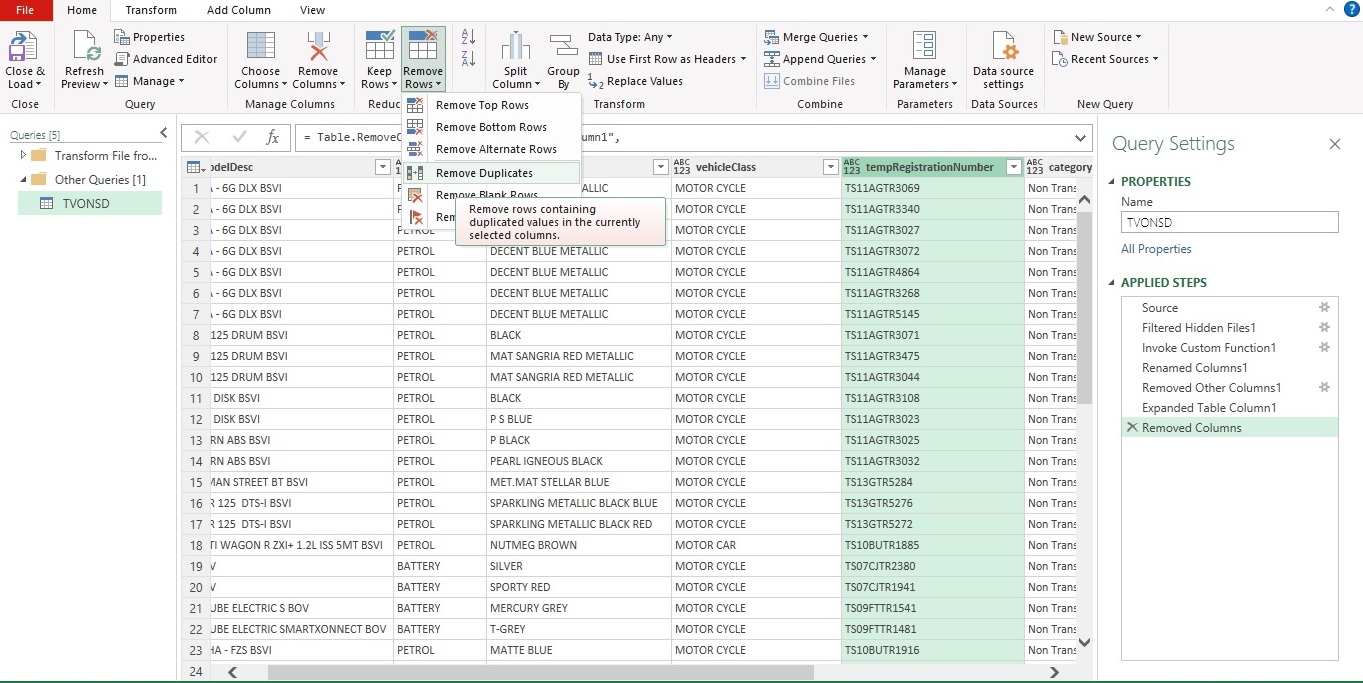 File Home Transform Add Column View
Close & Load
Refresh Preview
Properties
Advanced Editor
Manage
Choose Columns
Remove Columns
Keep Rows
Remove Rows
Split Column
Group By
Data Type: Any
Use First Row as Headers
Replace Values
Merge Queries
Append Queries
Combine Files
Manage Parameters
Data source settings
New Source
Recent Sources
Close Query Manage Columns Reduc Transform Combine Parameters Data Sources New Query
Remove Top Rows
Remove Bottom Rows
Remove Alternate Rows
Remove Duplicates
Remove Blank Rows
Rem
Remove rows containing
duplicated values in the currently
selected columns.
Queries [5]
Transform File from...
Other Queries [1]
TVONSD
fx = Table.RemoveC umn1",
odelDesc ABC 123 vehicleClass ABC 123 tempRegistrationNumber ABC 123 category
1 A - 6G DLX BSVI ALLIC MOTOR CYCLE TS11AGTR3069 Non Trans
2 A - 6G DLX BSVI MOTOR CYCLE TS11AGTR3340 Non Trans
3 A - 6G DLX BSVI PETROL MOTOR CYCLE TS11AGTR3027 Non Trans
4 A - 6G DLX BSVI PETROL DECENT BLUE METALLIC MOTOR CYCLE TS11AGTR3072 Non Trans
5 A - 6G DLX BSVI PETROL DECENT BLUE METALLIC MOTOR CYCLE TS11AGTR4864 Non Trans
6 A - 6G DLX BSVI PETROL DECENT BLUE METALLIC MOTOR CYCLE TS11AGTR3268 Non Trans
7 A - 6G DLX BSVI PETROL DECENT BLUE METALLIC MOTOR CYCLE TS11AGTR5145 Non Trans
8 125 DRUM BSVI PETROL BLACK MOTOR CYCLE TS11AGTR3071 Non Trans
9 125 DRUM BSVI PETROL MAT SANGRIA RED METALLIC MOTOR CYCLE TS11AGTR3475 Non Trans
10 125 DRUM BSVI PETROL MAT SANGRIA RED METALLIC MOTOR CYCLE TS11AGTR3044 Non Trans
11 DISK BSVI PETROL BLACK MOTOR CYCLE TS11AGTR3108 Non Trans
12 DISK BSVI PETROL P S BLUE MOTOR CYCLE TS11AGTR3023 Non Trans
13 RN ABS BSVI PETROL P BLACK MOTOR CYCLE TS11AGTR3025 Non Trans
14 RN ABS BSVI PETROL PEARL IGNEOUS BLACK MOTOR CYCLE TS11AGTR3032 Non Trans
15 MAN STREET BT BSVI PETROL MET.MAT STELLAR BLUE MOTOR CYCLE TS13GTR5284 Non Trans
16 R 125 DTS-I BSVI PETROL SPARKLING METALLIC BLACK BLUE MOTOR CYCLE TS13GTR5276 Non Trans
17 R 125 DTS-I BSVI PETROL SPARKLING METALLIC BLACK RED MOTOR CYCLE TS13GTR5272 Non Trans
18 TI WAGON R ZXI+ 1.2L ISS 5MT BSVI PETROL NUTMEG BROWN MOTOR CAR TS10BUTR1885 Non Trans
19 V BATTERY SILVER MOTOR CYCLE TS07CJTR2380 Non Trans
20 V BATTERY SPORTY RED MOTOR CYCLE TS07CJTR1941 Non Trans
21 UBE ELECTRIC S BOV BATTERY MERCURY GREY MOTOR CYCLE TS09FTTR1541 Non Trans
22 UBE ELECTRIC SMARTXONNECT BOV BATTERY T-GREY MOTOR CYCLE TS09FTTR1481 Non Trans
23 HA - FZS BSVI PETROL MATTE BLUE MOTOR CYCLE TS10BUTR1916 Non Trans
24
Query Settings
PROPERTIES
Name
TVONSD
All Properties
APPLIED STEPS
Source
Filtered Hidden Files1
Invoke Custom Function1
Renamed Columns1
Removed Other Columns1
Expanded Table Column1
Removed Columns